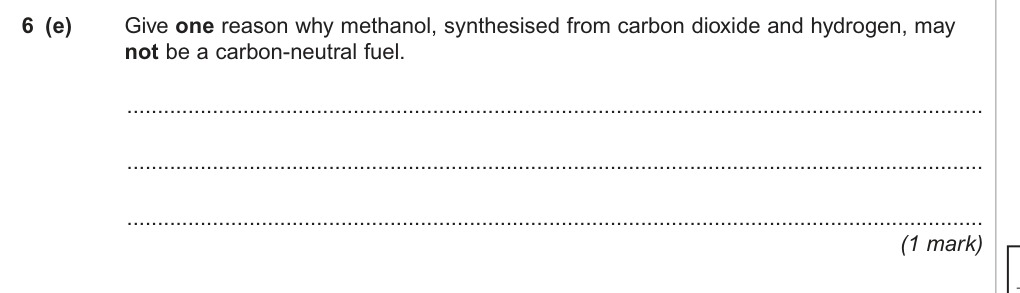 6 (e) Give one reason why methanol, synthesised from carbon dioxide and hydrogen, may
not be a carbon-neutral fuel.
....................................................................................................................................................
....................................................................................................................................................
....................................................................................................................................................
(1 mark)